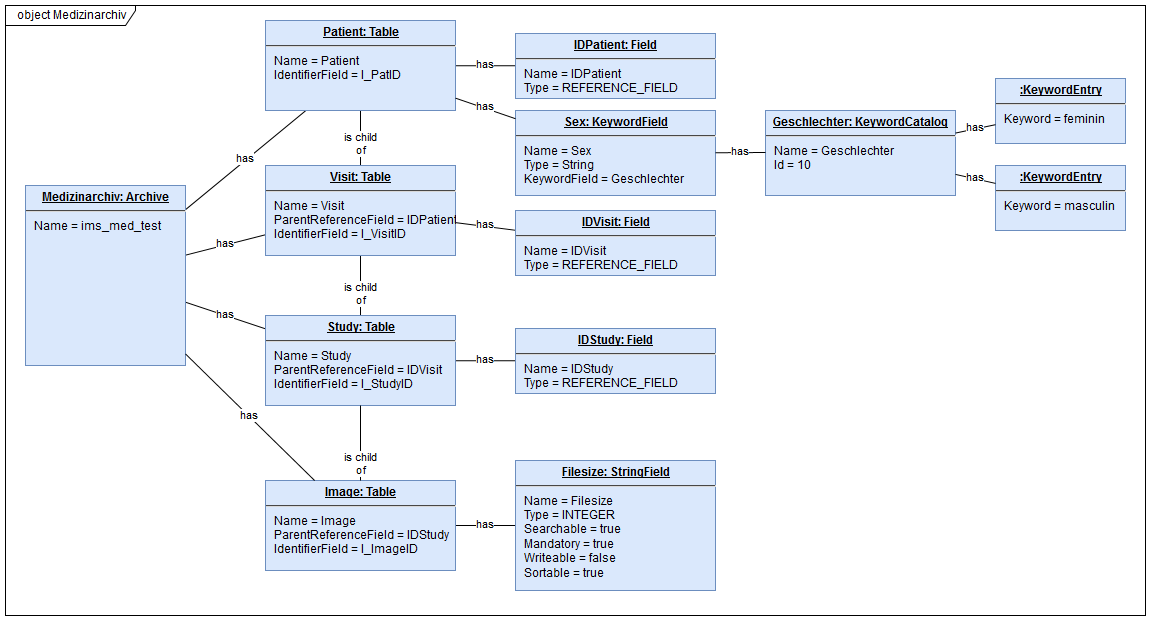 object Medizinarchiv
Patient: Table
Name = Patient
IdentifierField = I_PatID
has
IDPatient: Field
Name = IDPatient
Type = REFERENCE_FIELD
has
Sex: KeywordField
Name = Sex
Type = String
KeywordField = Geschlechter
has
Geschlechter: KeywordCatalog
Name = Geschlechter
Id = 10
has
:KeywordEntry
Keyword = feminin
has
:KeywordEntry
Keyword = masculin
is child
of
has
Medizinarchiv: Archive
Name = ims_med_test
has
Visit: Table
Name = Visit
ParentReferenceField = IDPatient
IdentifierField = I_VisitID
has
IDVisit: Field
Name = IDVisit
Type = REFERENCE_FIELD
is child
of
has
Study: Table
Name = Study
ParentReferenceField = IDVisit
IdentifierField = I_StudyID
has
IDStudy: Field
Name = IDStudy
Type = REFERENCE_FIELD
has
is child
of
Image: Table
Name = Image
ParentReferenceField = IDStudy
IdentifierField = I_ImageID
has
Filesize: StringField
Name = Filesize
Type = INTEGER
Searchable = true
Mandatory = true
Writeable = false
Sortable = true